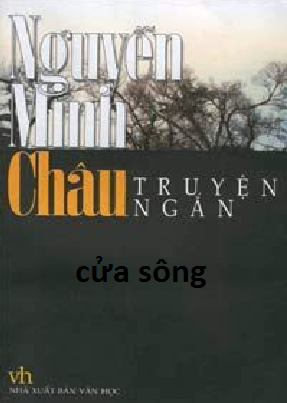 Nguyễn
Minh
Châu
TRUYỆN
NGẮN
cửa sông
vh
NHÀ XUẤT BẢN VĂN HỌC